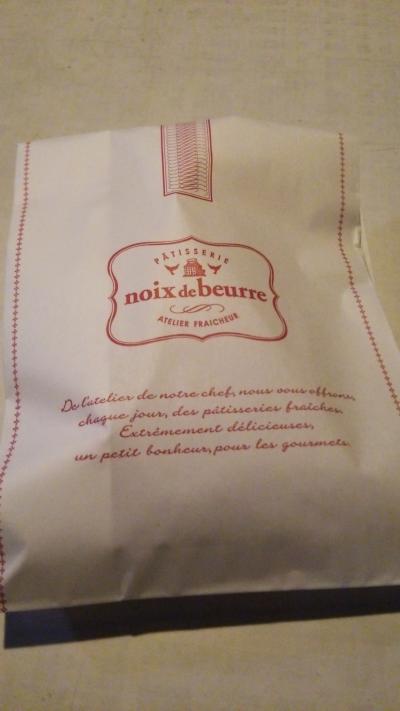 PÂTISSERIE
noix de beurre
ATELIER FRAICHEUR
De l'atelier de notre chef, nous vous offrons,
chaque jour, des pâtisseries fraîches.
Extrêmement délicieuses,
un petit bonheur, pour les gourmets.